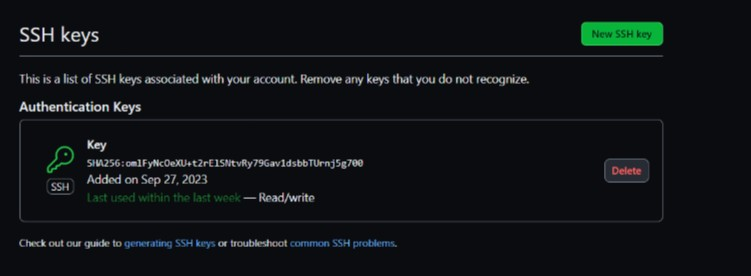 SSH keys
New SSH key
This is a list of SSH keys associated with your account. Remove any keys that you do not recognize.
Authentication Keys
Key
SHA256:omlFyNcOeXU+t2rElSNtvRy79Gav1dsbbTUrnj5g700
Added on Sep 27, 2023
Last used within the last week — Read/write
SSH
Delete
Check out our guide to generating SSH keys or troubleshoot common SSH problems.